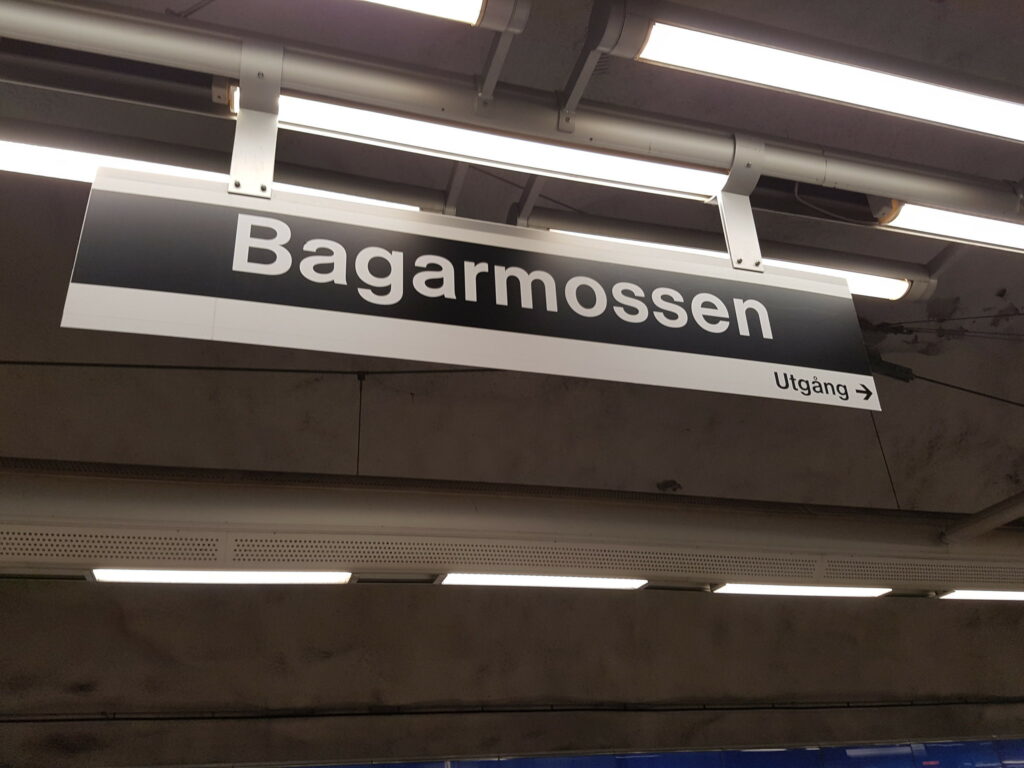 Bagarmossen
Utgång →